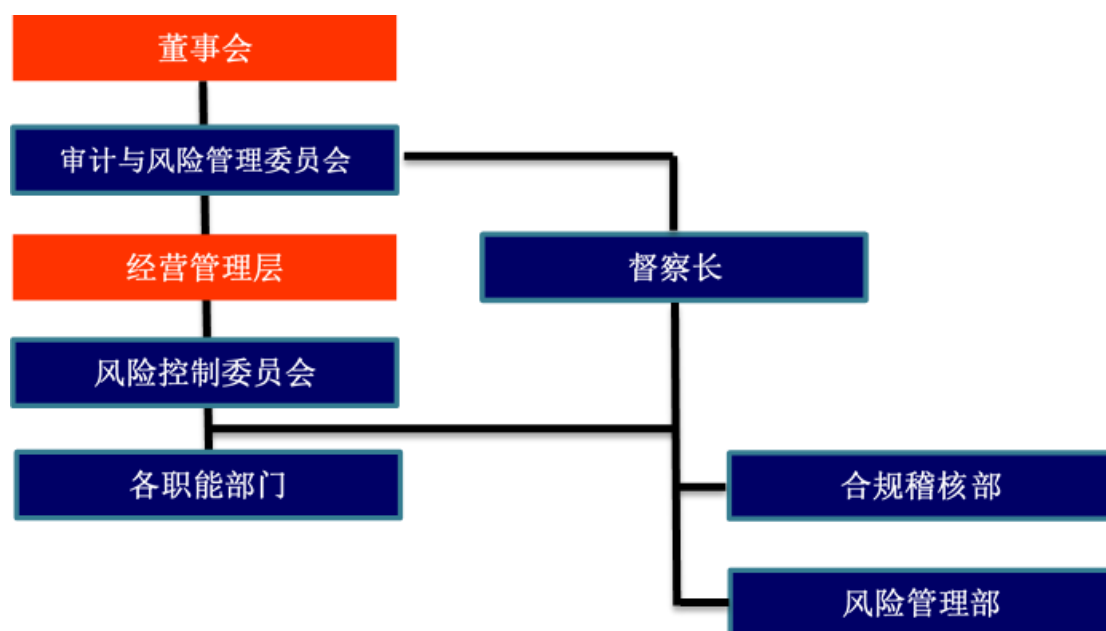 董事会
审计与风险管理委员会
经营管理层
督察长
风险控制委员会
各职能部门
合规稽核部
风险管理部